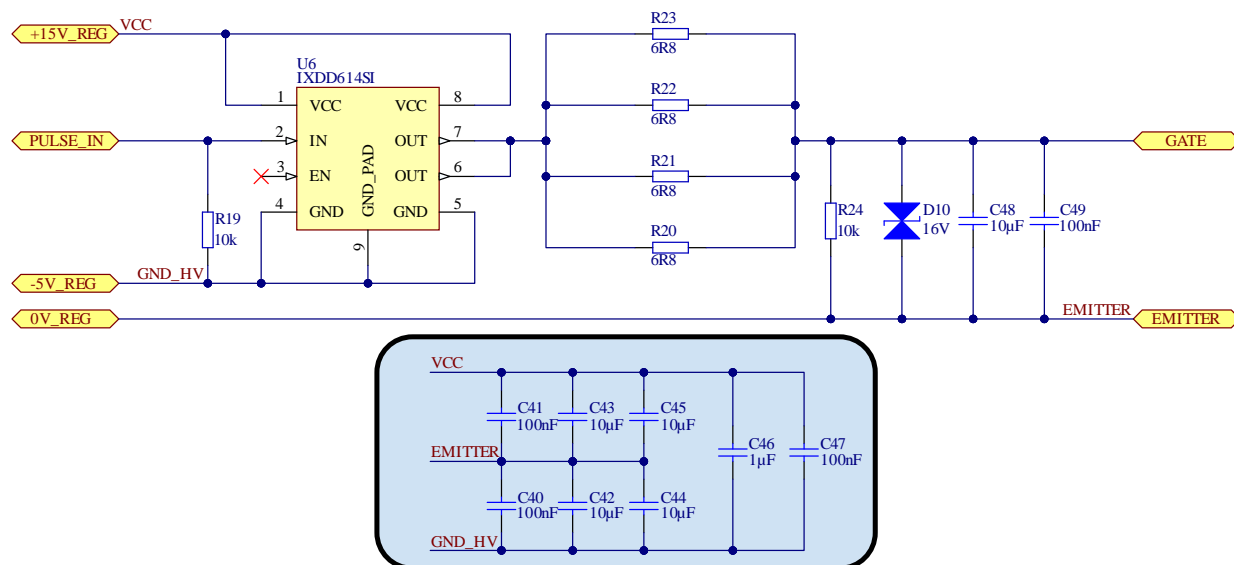 +15V_REG VCC
U6
IXDD614SI
1 VCC VCC 8
PULSE_IN 2 IN OUT 7
3 EN OUT 6
4 GND GND 5
GND_PAD
9
R19
10k
-5V_REG GND_HV
0V_REG
R23
6R8
R22
6R8
R21
6R8
R20
6R8
GATE
R24
10k
D10
16V
C48
10µF
C49
100nF
EMITTER EMITTER
VCC
C41
100nF
C43
10µF
C45
10µF
EMITTER
C46
1µF
C47
100nF
C40
100nF
C42
10µF
C44
10µF
GND_HV